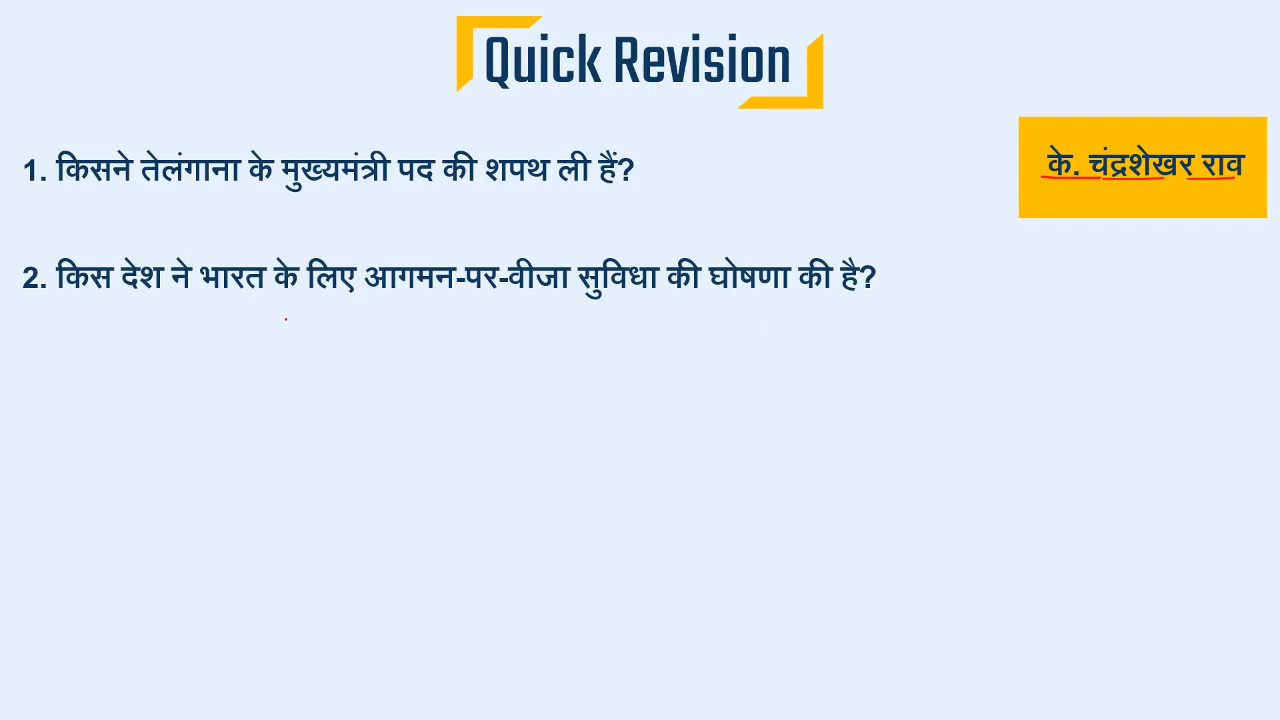 Quick Revision
1. किसने तेलंगाना के मुख्यमंत्री पद की शपथ ली हैं?
के. चंद्रशेखर राव
2. किस देश ने भारत के लिए आगमन-पर-वीजा सुविधा की घोषणा की है?